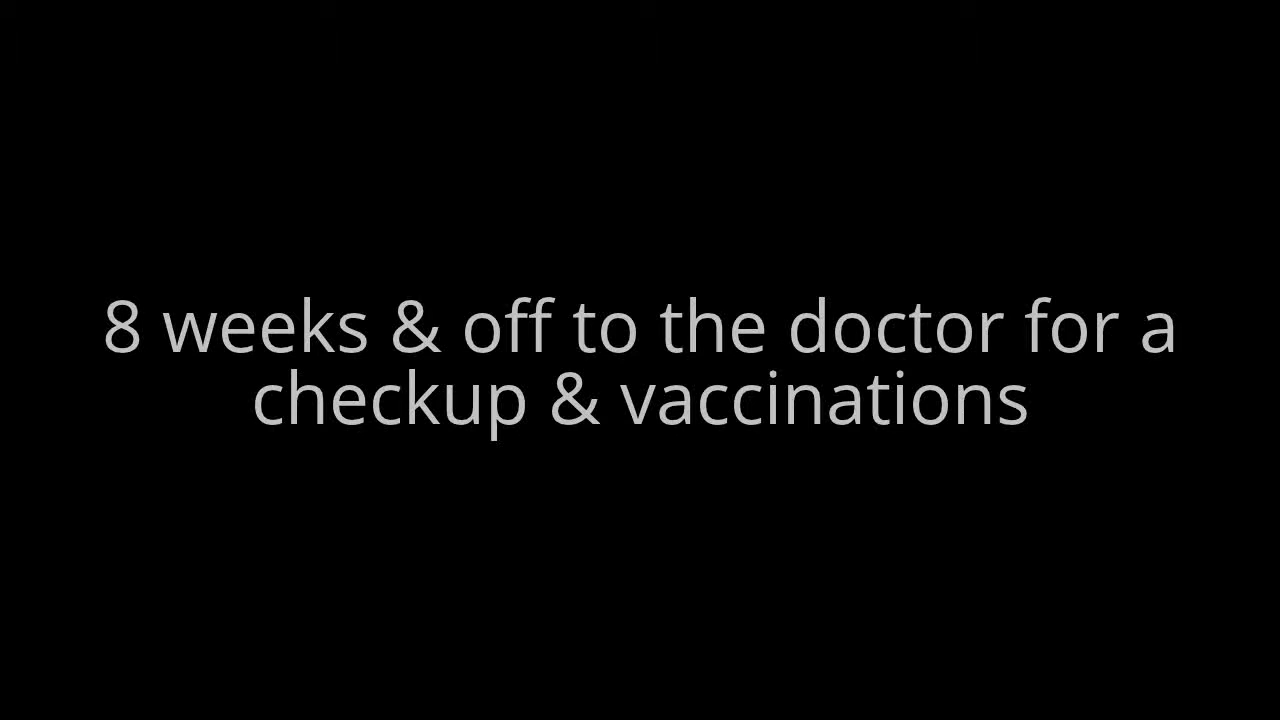 8 weeks & off to the doctor for a
checkup & vaccinations